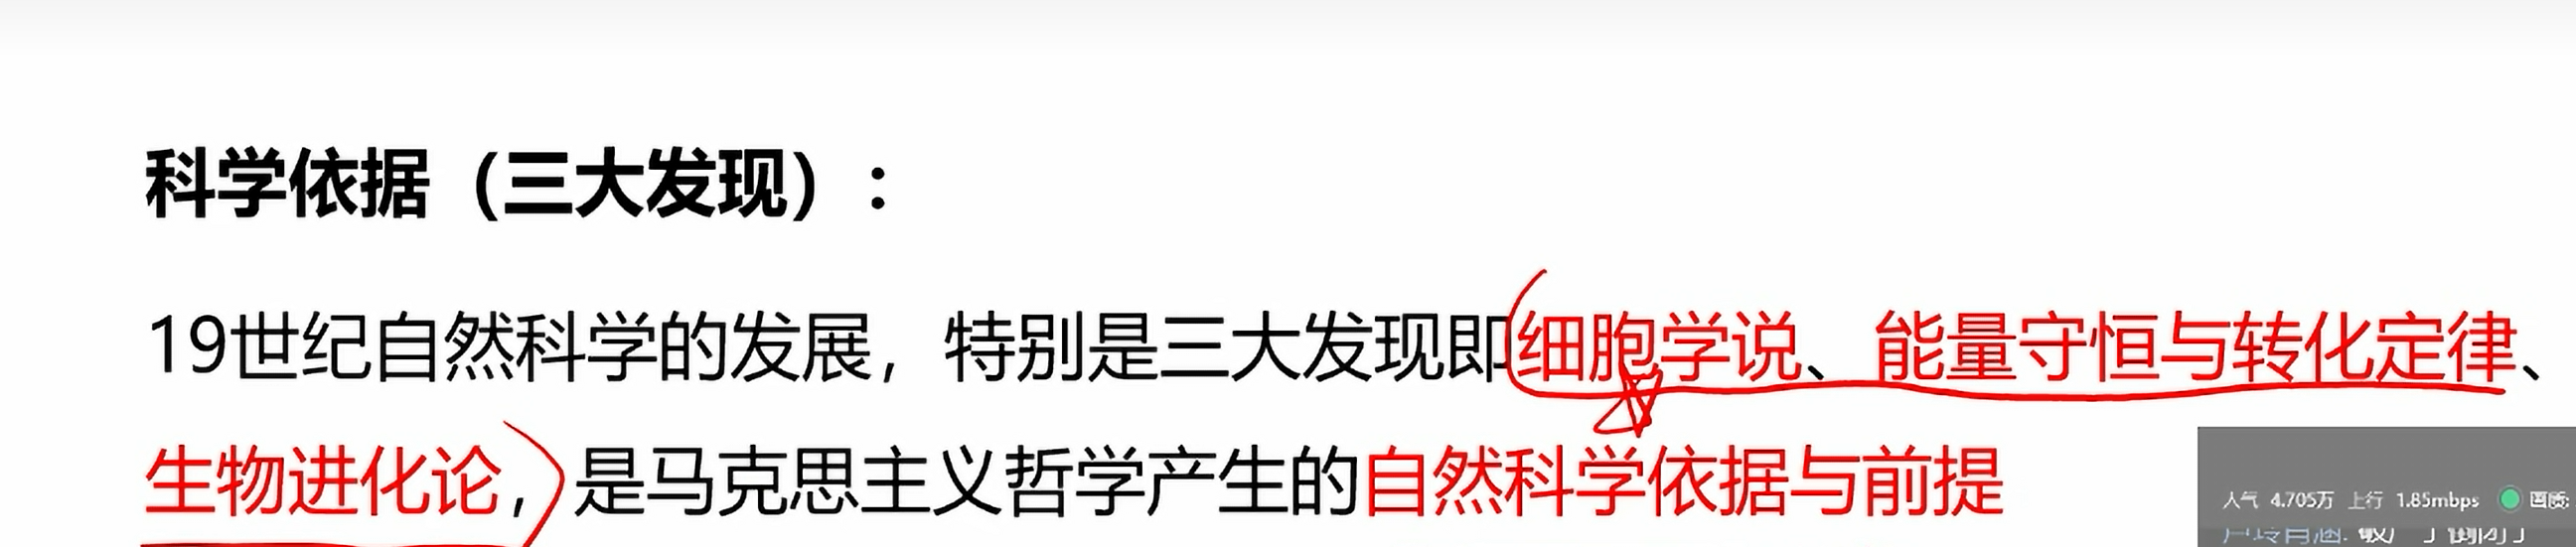 科学依据（三大发现）：
19世纪自然科学的发展，特别是三大发现即细胞学说、能量守恒与转化定律、
生物进化论，是马克思主义哲学产生的自然科学依据与前提
人气 4.705万 上行 1.85mbps 画质: